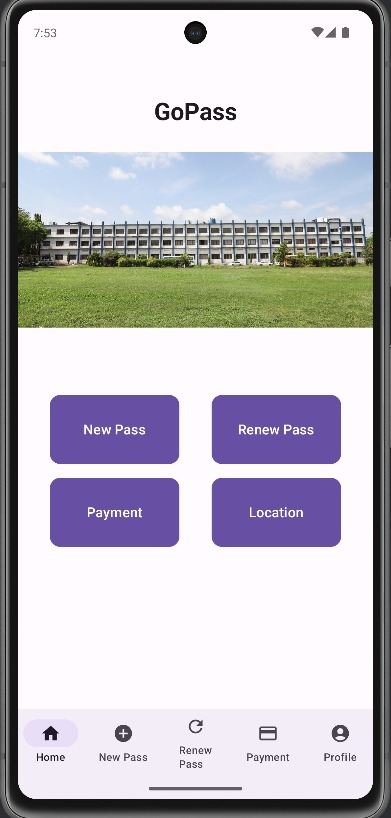 7:53
GoPass
New Pass
Renew Pass
Payment
Location
Home
New Pass
Renew
Pass
Payment
Profile